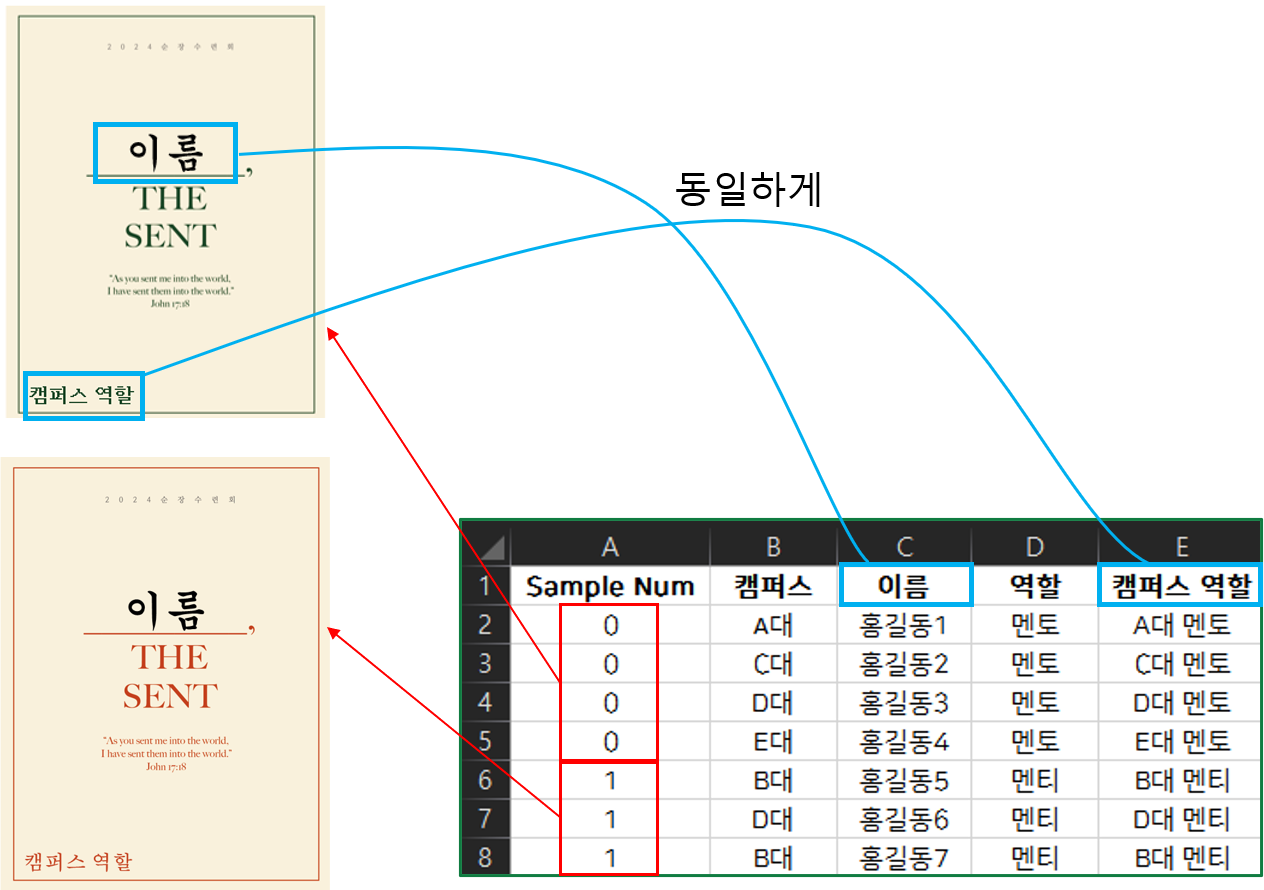 2024순장수련회
이름,
THE
SENT
"As you sent me into the world,
I have sent them into the world."
John 17:18
캠퍼스 역할
동일하게
2024순장수련회
이름,
THE
SENT
"As you sent me into the world,
I have sent them into the world."
John 17:18
캠퍼스 역할
A B C D E
1 Sample Num 캠퍼스 이름 역할 캠퍼스 역할
2 0 A대 홍길동1 멘토 A대 멘토
3 0 C대 홍길동2 멘토 C대 멘토
4 0 D대 홍길동3 멘토 D대 멘토
5 0 E대 홍길동4 멘토 E대 멘토
6 1 B대 홍길동5 멘티 B대 멘티
7 1 D대 홍길동6 멘티 D대 멘티
8 1 B대 홍길동7 멘티 B대 멘티